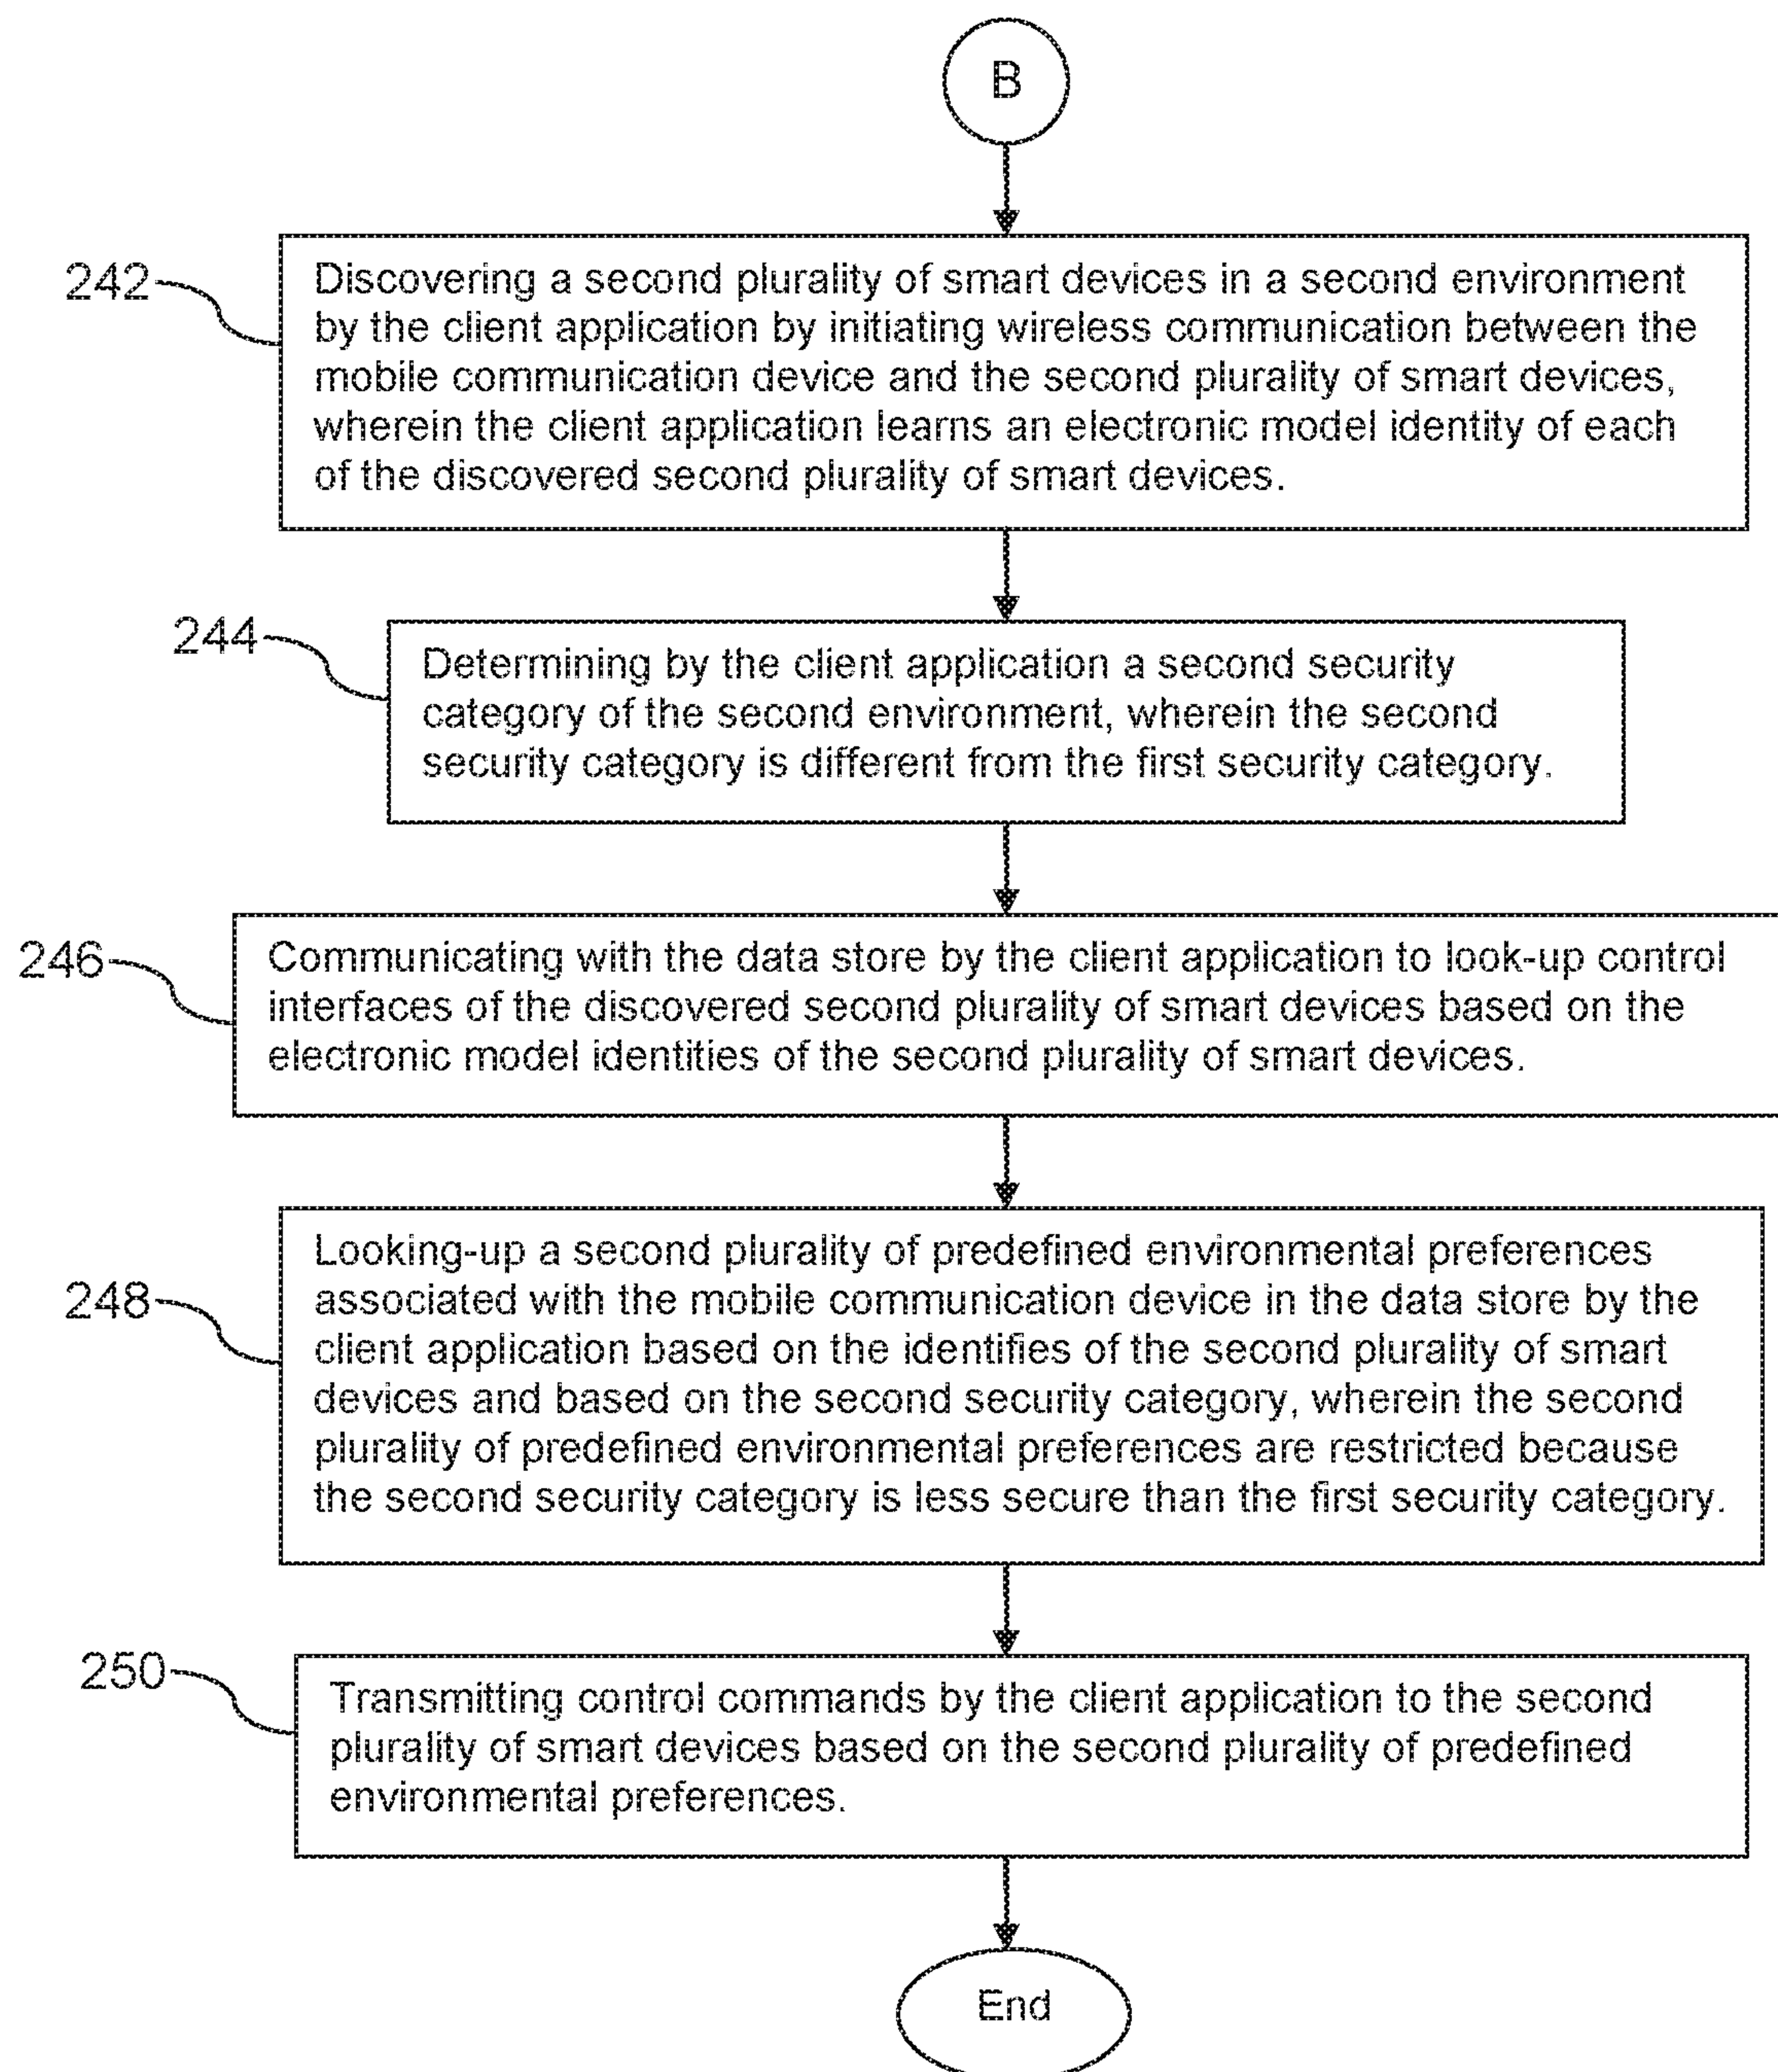 B
242
Discovering a second plurality of smart devices in a second environment
by the client application by initiating wireless communication between the
mobile communication device and the second plurality of smart devices,
wherein the client application learns an electronic model identity of each
of the discovered second plurality of smart devices.
244
Determining by the client application a second security
category of the second environment, wherein the second
security category is different from the first security category.
246
Communicating with the data store by the client application to look-up control
interfaces of the discovered second plurality of smart devices based on the
electronic model identities of the second plurality of smart devices.
248
Looking-up a second plurality of predefined environmental preferences
associated with the mobile communication device in the data store by the
client application based on the identifies of the second plurality of smart
devices and based on the second security category, wherein the second
plurality of predefined environmental preferences are restricted because
the second security category is less secure than the first security category.
250
Transmitting control commands by the client application to the second
plurality of smart devices based on the second plurality of predefined
environmental preferences.
End